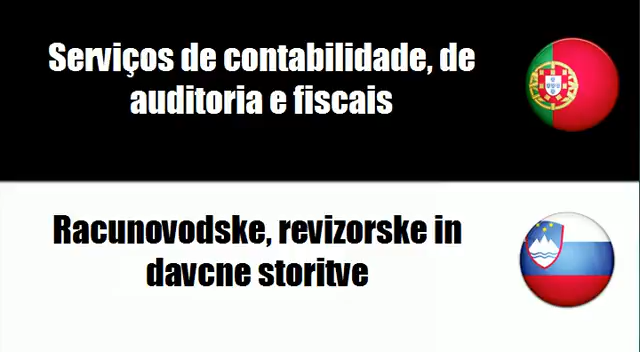 Serviços de contabilidade, de
auditoria e fiscais
Racunovodske, revizorske in
davcne storitve